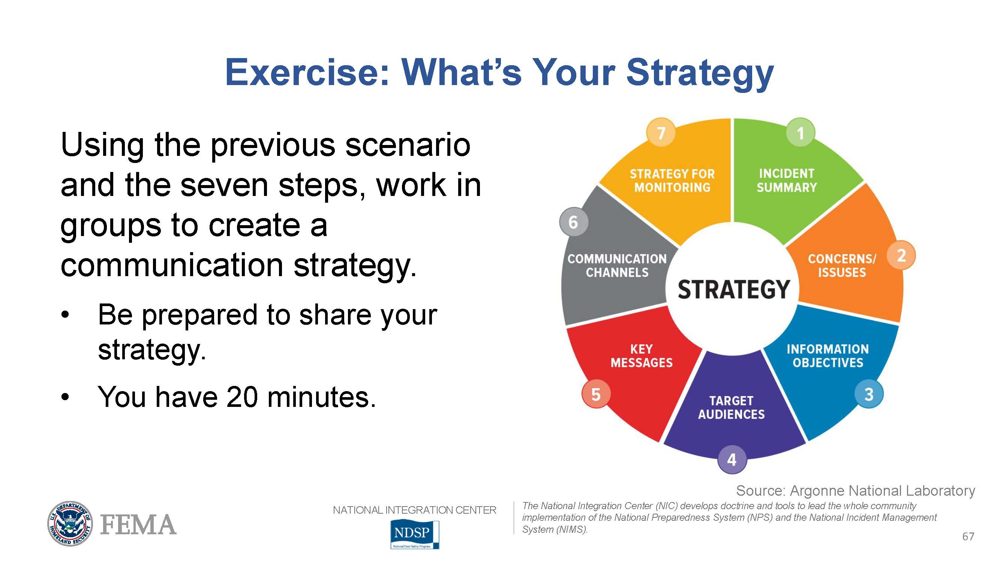 Exercise: What’s Your Strategy
Using the previous scenario
and the seven steps, work in
groups to create a
communication strategy.
• Be prepared to share your
strategy.
• You have 20 minutes.
1
INCIDENT
SUMMARY
2
CONCERNS/
ISSUSES
3
INFORMATION
OBJECTIVES
4
TARGET
AUDIENCES
5
KEY
MESSAGES
6
COMMUNICATION
CHANNELS
7
STRATEGY FOR
MONITORING
STRATEGY
Source: Argonne National Laboratory
U.S. DEPARTMENT OF
HOMELAND SECURITY
FEMA
NATIONAL INTEGRATION CENTER
NDSP
National Dam Safety Program
The National Integration Center (NIC) develops doctrine and tools to lead the whole community
implementation of the National Preparedness System (NPS) and the National Incident Management
System (NIMS).
67